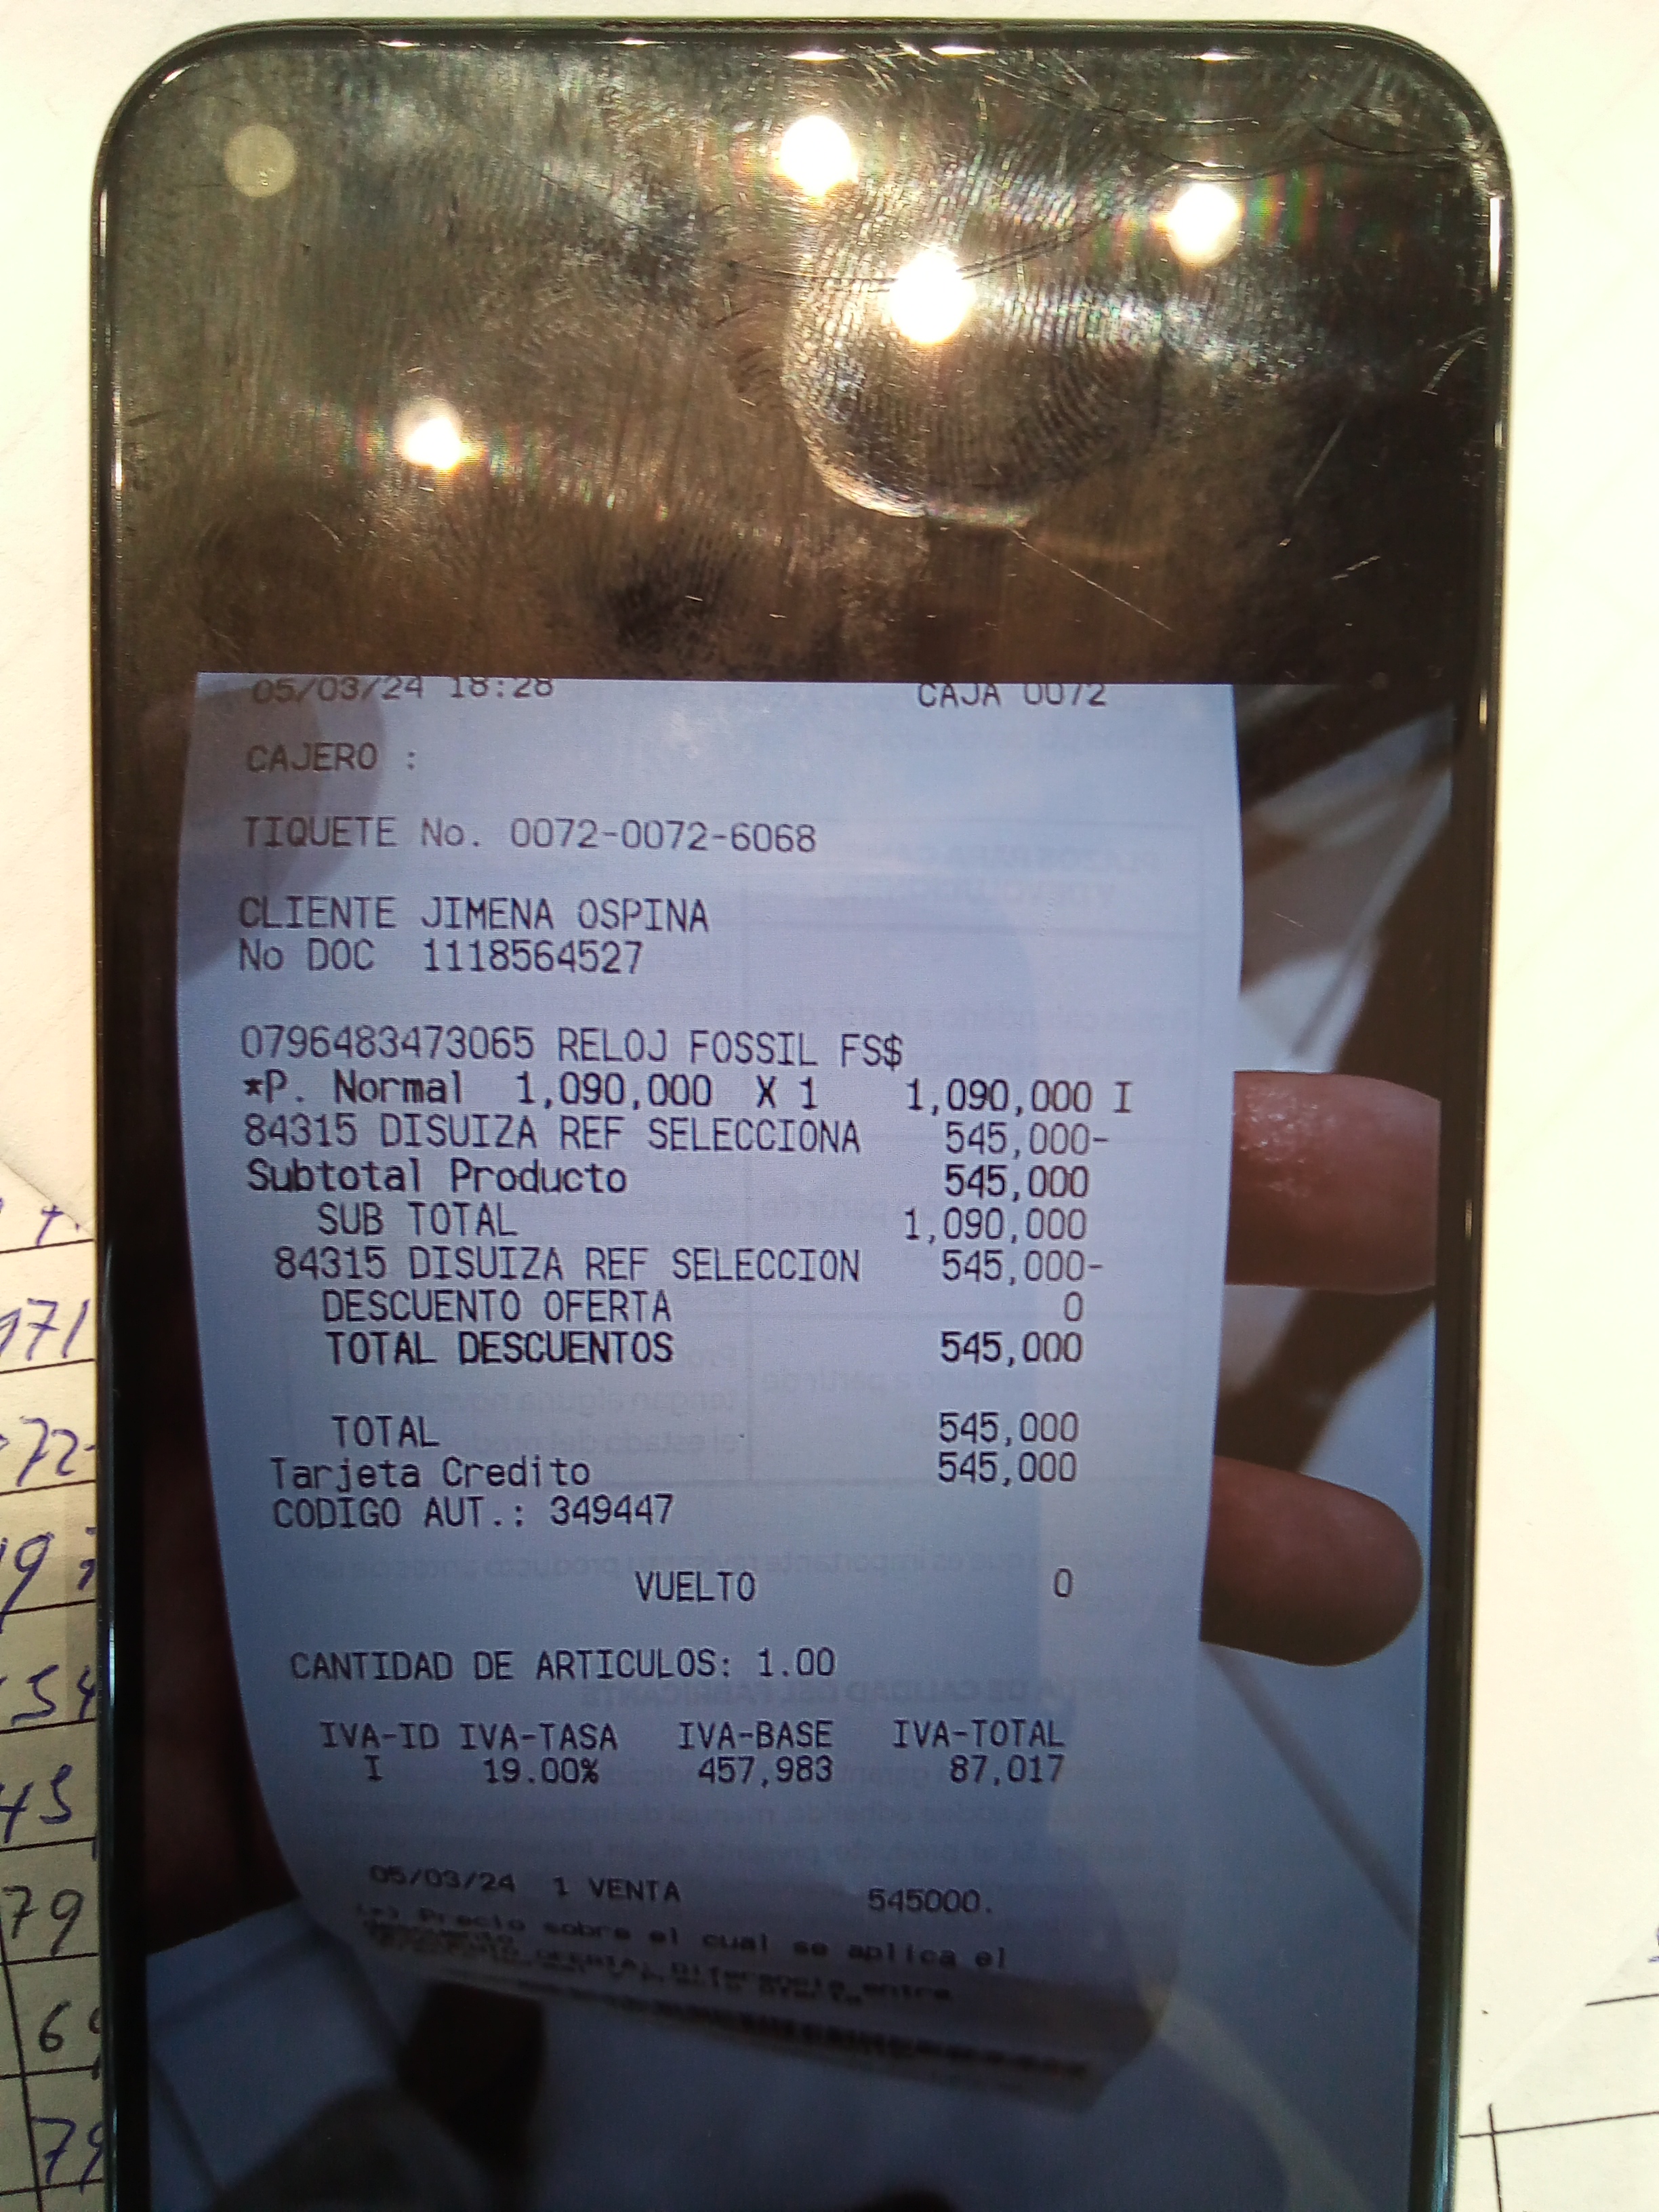 05/03/24 18:28 CAJA 0072
CAJERO :
TIQUETE No. 0072-0072-6068
CLIENTE JIMENA OSPINA
No DOC 1118564527
0796483473065 RELOJ FOSSIL FS$
*P. Normal 1,090,000 X 1 1,090,000 I
84315 DISUIZA REF SELECCIONA 545,000-
Subtotal Producto 545,000
SUB TOTAL 1,090,000
84315 DISUIZA REF SELECCION 545,000-
DESCUENTO OFERTA 0
TOTAL DESCUENTOS 545,000
TOTAL 545,000
Tarjeta Credito 545,000
CODIGO AUT.: 349447
VUELTO 0
CANTIDAD DE ARTICULOS: 1.00
IVA-ID IVA-TASA IVA-BASE IVA-TOTAL
I 19.00% 457,983 87,017
05/03/24 1 VENTA 545000.
(*) Precio sobre el cual se aplica el